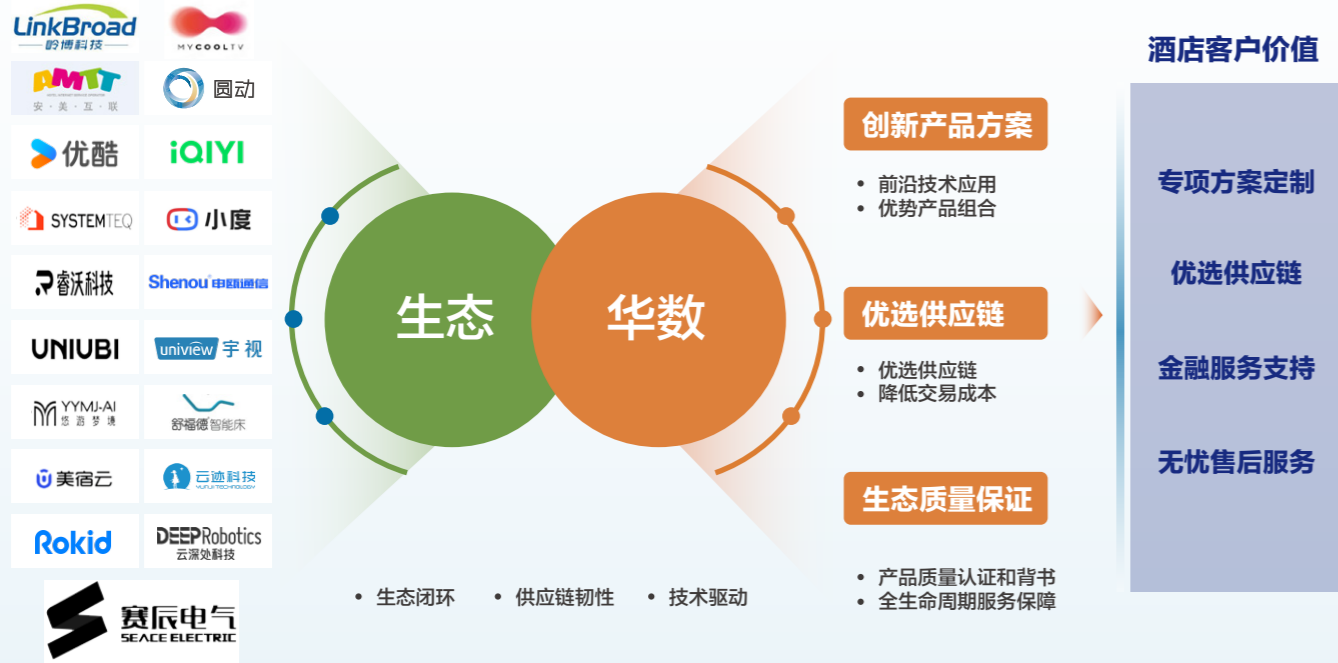 LinkBroad
聆博科技
MYCOOLTV
AMTT
安·美·互·联
圆动
优酷
iQIYI
SYSTEMTEQ
小度
睿沃科技
Shenou 申瓯通信
UNIUBI
uniview 宇视
YYMJ-AI
悠游梦境
舒福德智能床
美宿云
云迹科技
YUNJI TECHNOLOGY
Rokid
DEEPRobotics
云深处科技
赛辰电气
SEACE ELECTRIC
生态
华数
• 生态闭环
• 供应链韧性
• 技术驱动
创新产品方案
• 前沿技术应用
• 优势产品组合
优选供应链
• 优选供应链
• 降低交易成本
生态质量保证
• 产品质量认证和背书
• 全生命周期服务保障
酒店客户价值
专项方案定制
优选供应链
金融服务支持
无忧售后服务